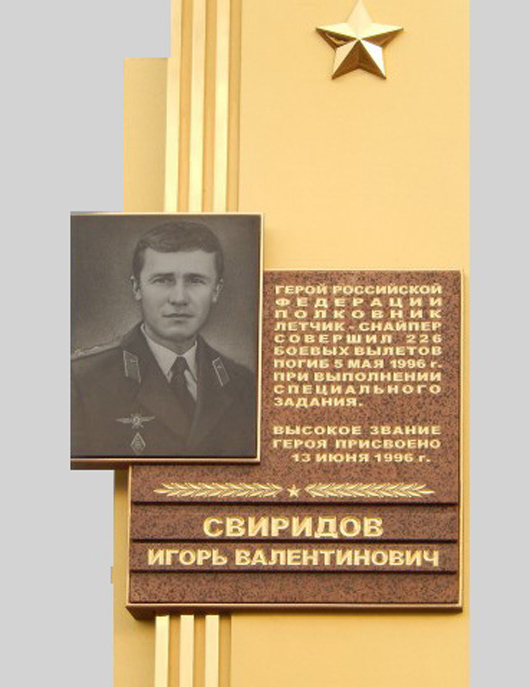 ГЕРОЙ РОССИЙСКОЙ
ФЕДЕРАЦИИ
ПОЛКОВНИК
ЛЕТЧИК - СНАЙПЕР
СОВЕРШИЛ 226
БОЕВЫХ ВЫЛЕТОВ
ПОГИБ 5 МАЯ 1996 г.
ПРИ ВЫПОЛНЕНИИ
СПЕЦИАЛЬНОГО
ЗАДАНИЯ.
ВЫСОКОЕ ЗВАНИЕ
ГЕРОЯ ПРИСВОЕНО
13 ИЮНЯ 1996 г.
СВИРИДОВ
ИГОРЬ ВАЛЕНТИНОВИЧ